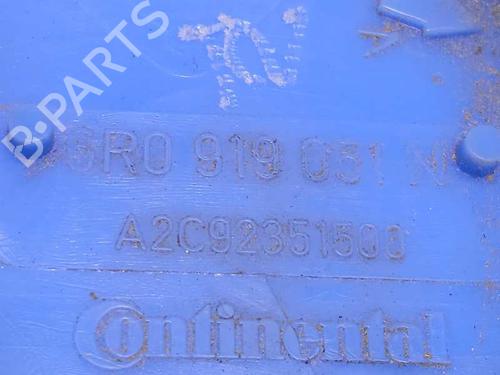 B-PARTS
6R0 919 051 N
A2C92351500
Continental